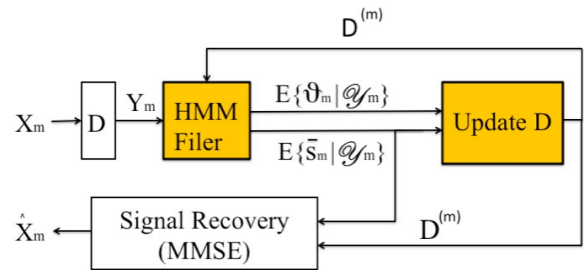 D^(m)
X_m
D
Y_m
HMM
Filer
E{ϑ_m|𝒴_m}
E{s̄_m|𝒴_m}
Update D
X̂_m
Signal Recovery
(MMSE)
D^(m)